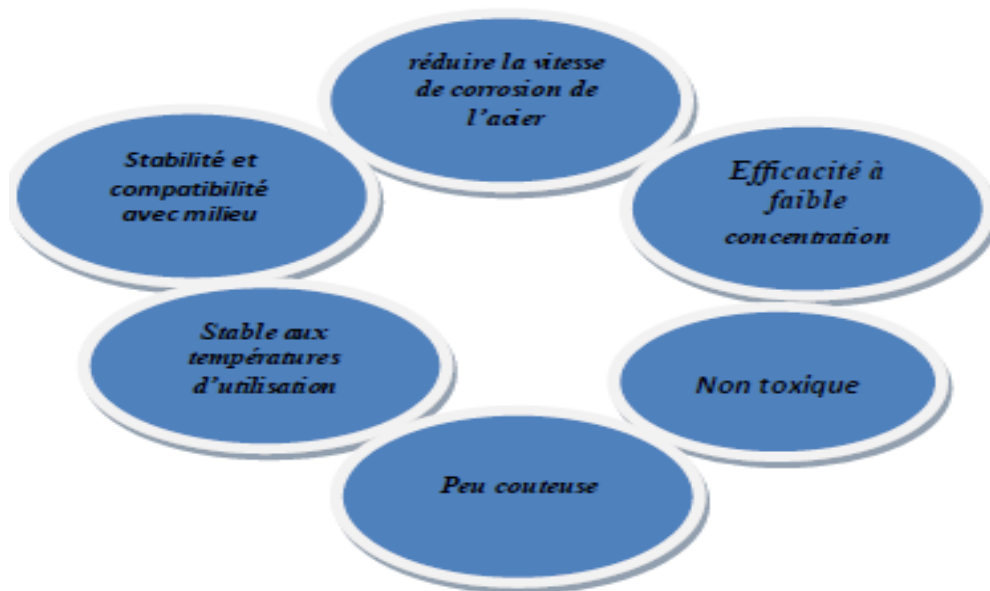 réduire la vitesse
de corrosion de
l'acier
Stabilité et
compatibilité
avec milieu
Efficacité à
faible
concentration
Stable aux
températures
d'utilisation
Non toxique
Peu couteuse